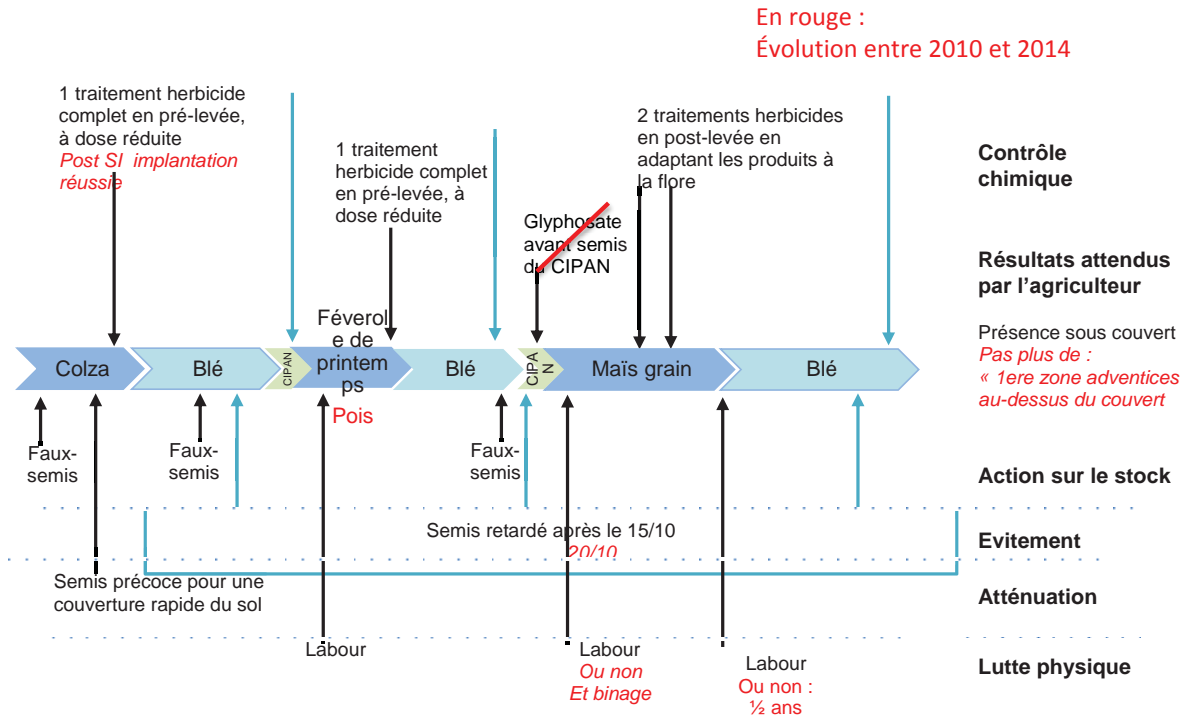 En rouge :
Évolution entre 2010 et 2014
1 traitement herbicide
complet en pré-levée,
à dose réduite
Post SI implantation
réussie
1 traitement
herbicide complet
en pré-levée, à
dose réduite
2 traitements herbicides
en post-levée en
adaptant les produits à
la flore
Glyphosate
avant semis
du CIPAN
Contrôle
chimique
Résultats attendus
par l'agriculteur
Présence sous couvert
Pas plus de :
« 1ere zone adventices
au-dessus du couvert
Colza
Blé
CIPAN
Féverol
e de
printem
ps
Pois
Blé
CIPA
N
Maïs grain
Blé
Faux-
semis
Faux-
semis
Faux-
semis
Action sur le stock
Semis retardé après le 15/10
20/10
Evitement
Semis précoce pour une
couverture rapide du sol
Atténuation
Labour
Labour
Ou non
Et binage
Labour
Ou non :
½ ans
Lutte physique